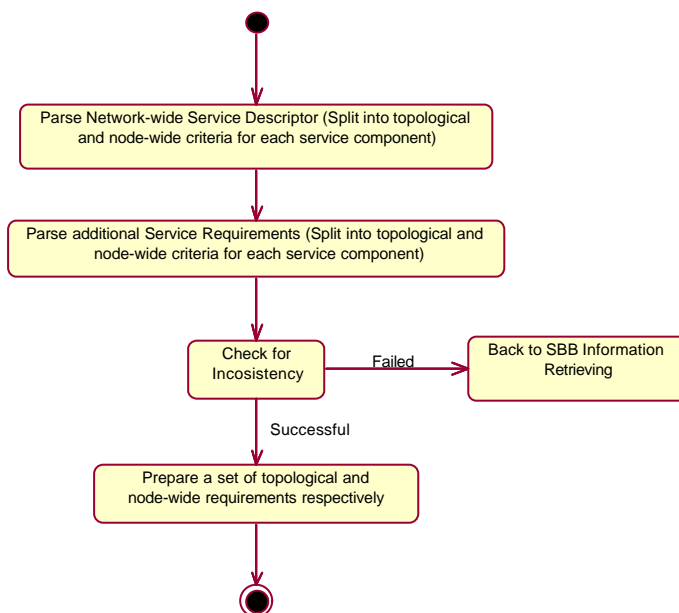 Parse Network-wide Service Descriptor (Split into topological
and node-wide criteria for each service component)
Parse additional Service Requirements (Split into topological and
node-wide criteria for each service component)
Check for
Incosistency
Failed
Back to SBB Information
Retrieving
Successful
Prepare a set of topological and
node-wide requirements respectively